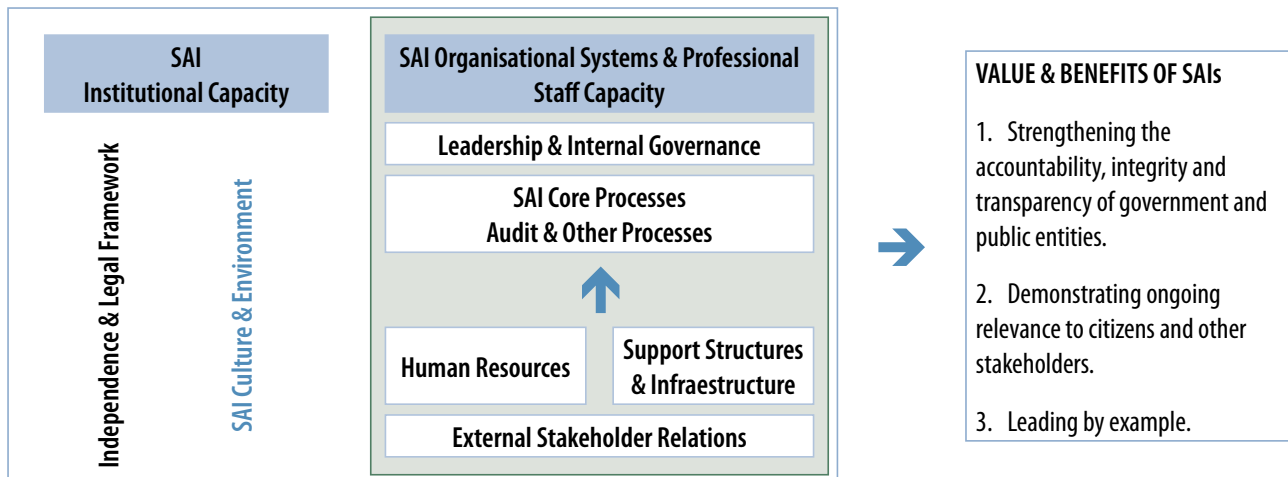 SAI
Institutional Capacity
Independence & Legal Framework
SAI Culture & Environment
SAI Organisational Systems & Professional
Staff Capacity
Leadership & Internal Governance
SAI Core Processes
Audit & Other Processes
Human Resources
Support Structures
& Infraestructure
External Stakeholder Relations
VALUE & BENEFITS OF SAIs
1. Strengthening the
accountability, integrity and
transparency of government and
public entities.
2. Demonstrating ongoing
relevance to citizens and other
stakeholders.
3. Leading by example.